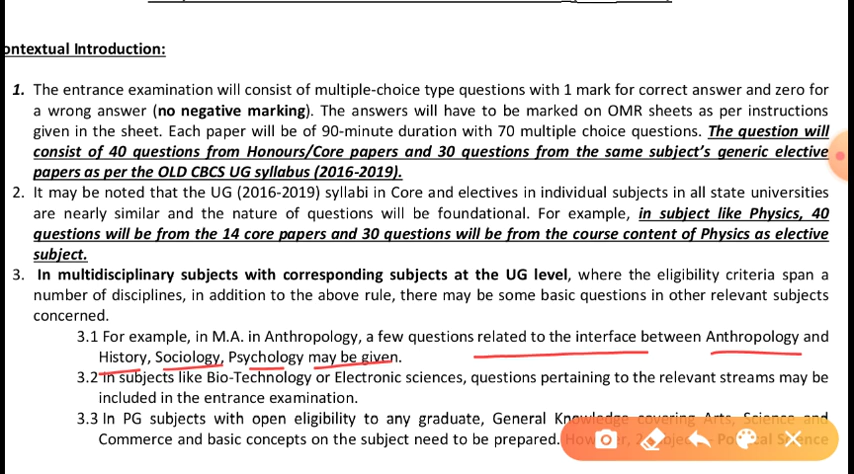 ontextual Introduction:
1. The entrance examination will consist of multiple-choice type questions with 1 mark for correct answer and zero for
a wrong answer (no negative marking). The answers will have to be marked on OMR sheets as per instructions
given in the sheet. Each paper will be of 90-minute duration with 70 multiple choice questions. The question will
consist of 40 questions from Honours/Core papers and 30 questions from the same subject's generic elective
papers as per the OLD CBCS UG syllabus (2016-2019).
2. It may be noted that the UG (2016-2019) syllabi in Core and electives in individual subjects in all state universities
are nearly similar and the nature of questions will be foundational. For example, in subject like Physics, 40
questions will be from the 14 core papers and 30 questions will be from the course content of Physics as elective
subject.
3. In multidisciplinary subjects with corresponding subjects at the UG level, where the eligibility criteria span a
number of disciplines, in addition to the above rule, there may be some basic questions in other relevant subjects
concerned.
3.1 For example, in M.A. in Anthropology, a few questions related to the interface between Anthropology and
History, Sociology, Psychology may be given.
3.2 In subjects like Bio-Technology or Electronic sciences, questions pertaining to the relevant streams may be
included in the entrance examination.
3.3 In PG subjects with open eligibility to any graduate, General Knowledge covering Arts, Science and
Commerce and basic concepts on the subject need to be prepared.